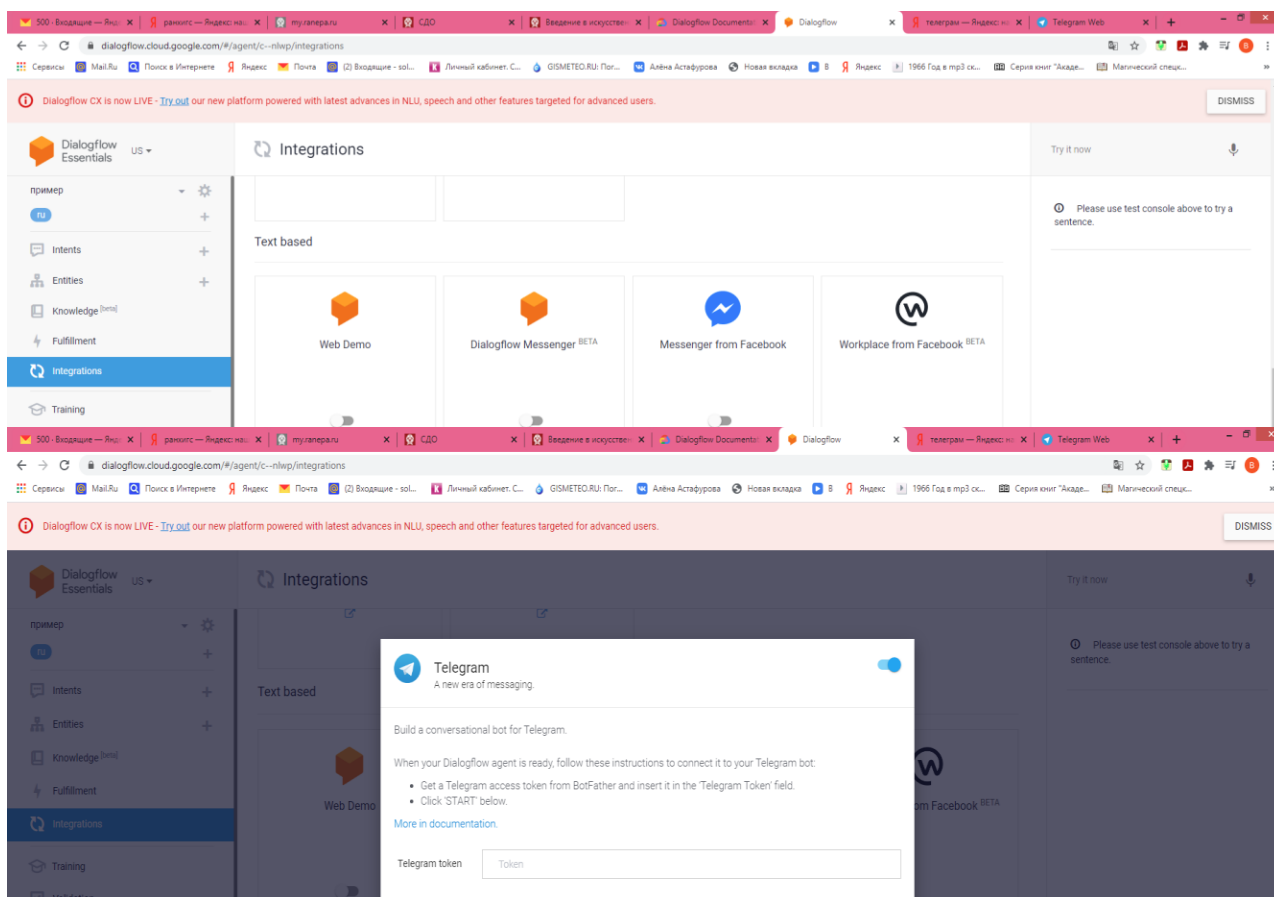 500 - Входящие — Янде
ранхигс — Яндекс: наш
my.ranepa.ru
СДО
Введение в искусствен
Dialogflow Documentat
Dialogflow
телеграм — Яндекс: на
Telegram Web
dialogflow.cloud.google.com/#/agent/c--nlwp/integrations
Сервисы Mail.Ru Поиск в Интернете Яндекс Почта (2) Входящие - sol... Личный кабинет. С... GISMETEO.RU: Пог... Алёна Астафурова Новая вкладка В Яндекс 1966 Год в mp3 ск... Серия книг "Акаде... Магический спецк...
Dialogflow CX is now LIVE - Try out our new platform powered with latest advances in NLU, speech and other features targeted for advanced users.
DISMISS
Dialogflow
Essentials
US
Integrations
Try it now
пример
ru
Please use test console above to try a
sentence.
Intents
Entities
Knowledge [beta]
Fulfillment
Integrations
Training
Text based
Web Demo
Dialogflow Messenger BETA
Messenger from Facebook
Workplace from Facebook BETA
500 - Входящие — Янде
ранхигс — Яндекс: наш
my.ranepa.ru
СДО
Введение в искусствен
Dialogflow Documentat
Dialogflow
телеграм — Яндекс: на
Telegram Web
dialogflow.cloud.google.com/#/agent/c--nlwp/integrations
Сервисы Mail.Ru Поиск в Интернете Яндекс Почта (2) Входящие - sol... Личный кабинет. С... GISMETEO.RU: Пог... Алёна Астафурова Новая вкладка В Яндекс 1966 Год в mp3 ск... Серия книг "Акаде... Магический спецк...
Dialogflow CX is now LIVE - Try out our new platform powered with latest advances in NLU, speech and other features targeted for advanced users.
DISMISS
Dialogflow
Essentials
US
Integrations
Try it now
пример
ru
Please use test console above to try a
sentence.
Intents
Entities
Knowledge [beta]
Fulfillment
Integrations
Training
Text based
Web Demo
om Facebook BETA
Telegram
A new era of messaging.
Build a conversational bot for Telegram.
When your Dialogflow agent is ready, follow these instructions to connect it to your Telegram bot:
Get a Telegram access token from BotFather and insert it in the 'Telegram Token' field.
Click 'START' below.
More in documentation.
Telegram token
Token